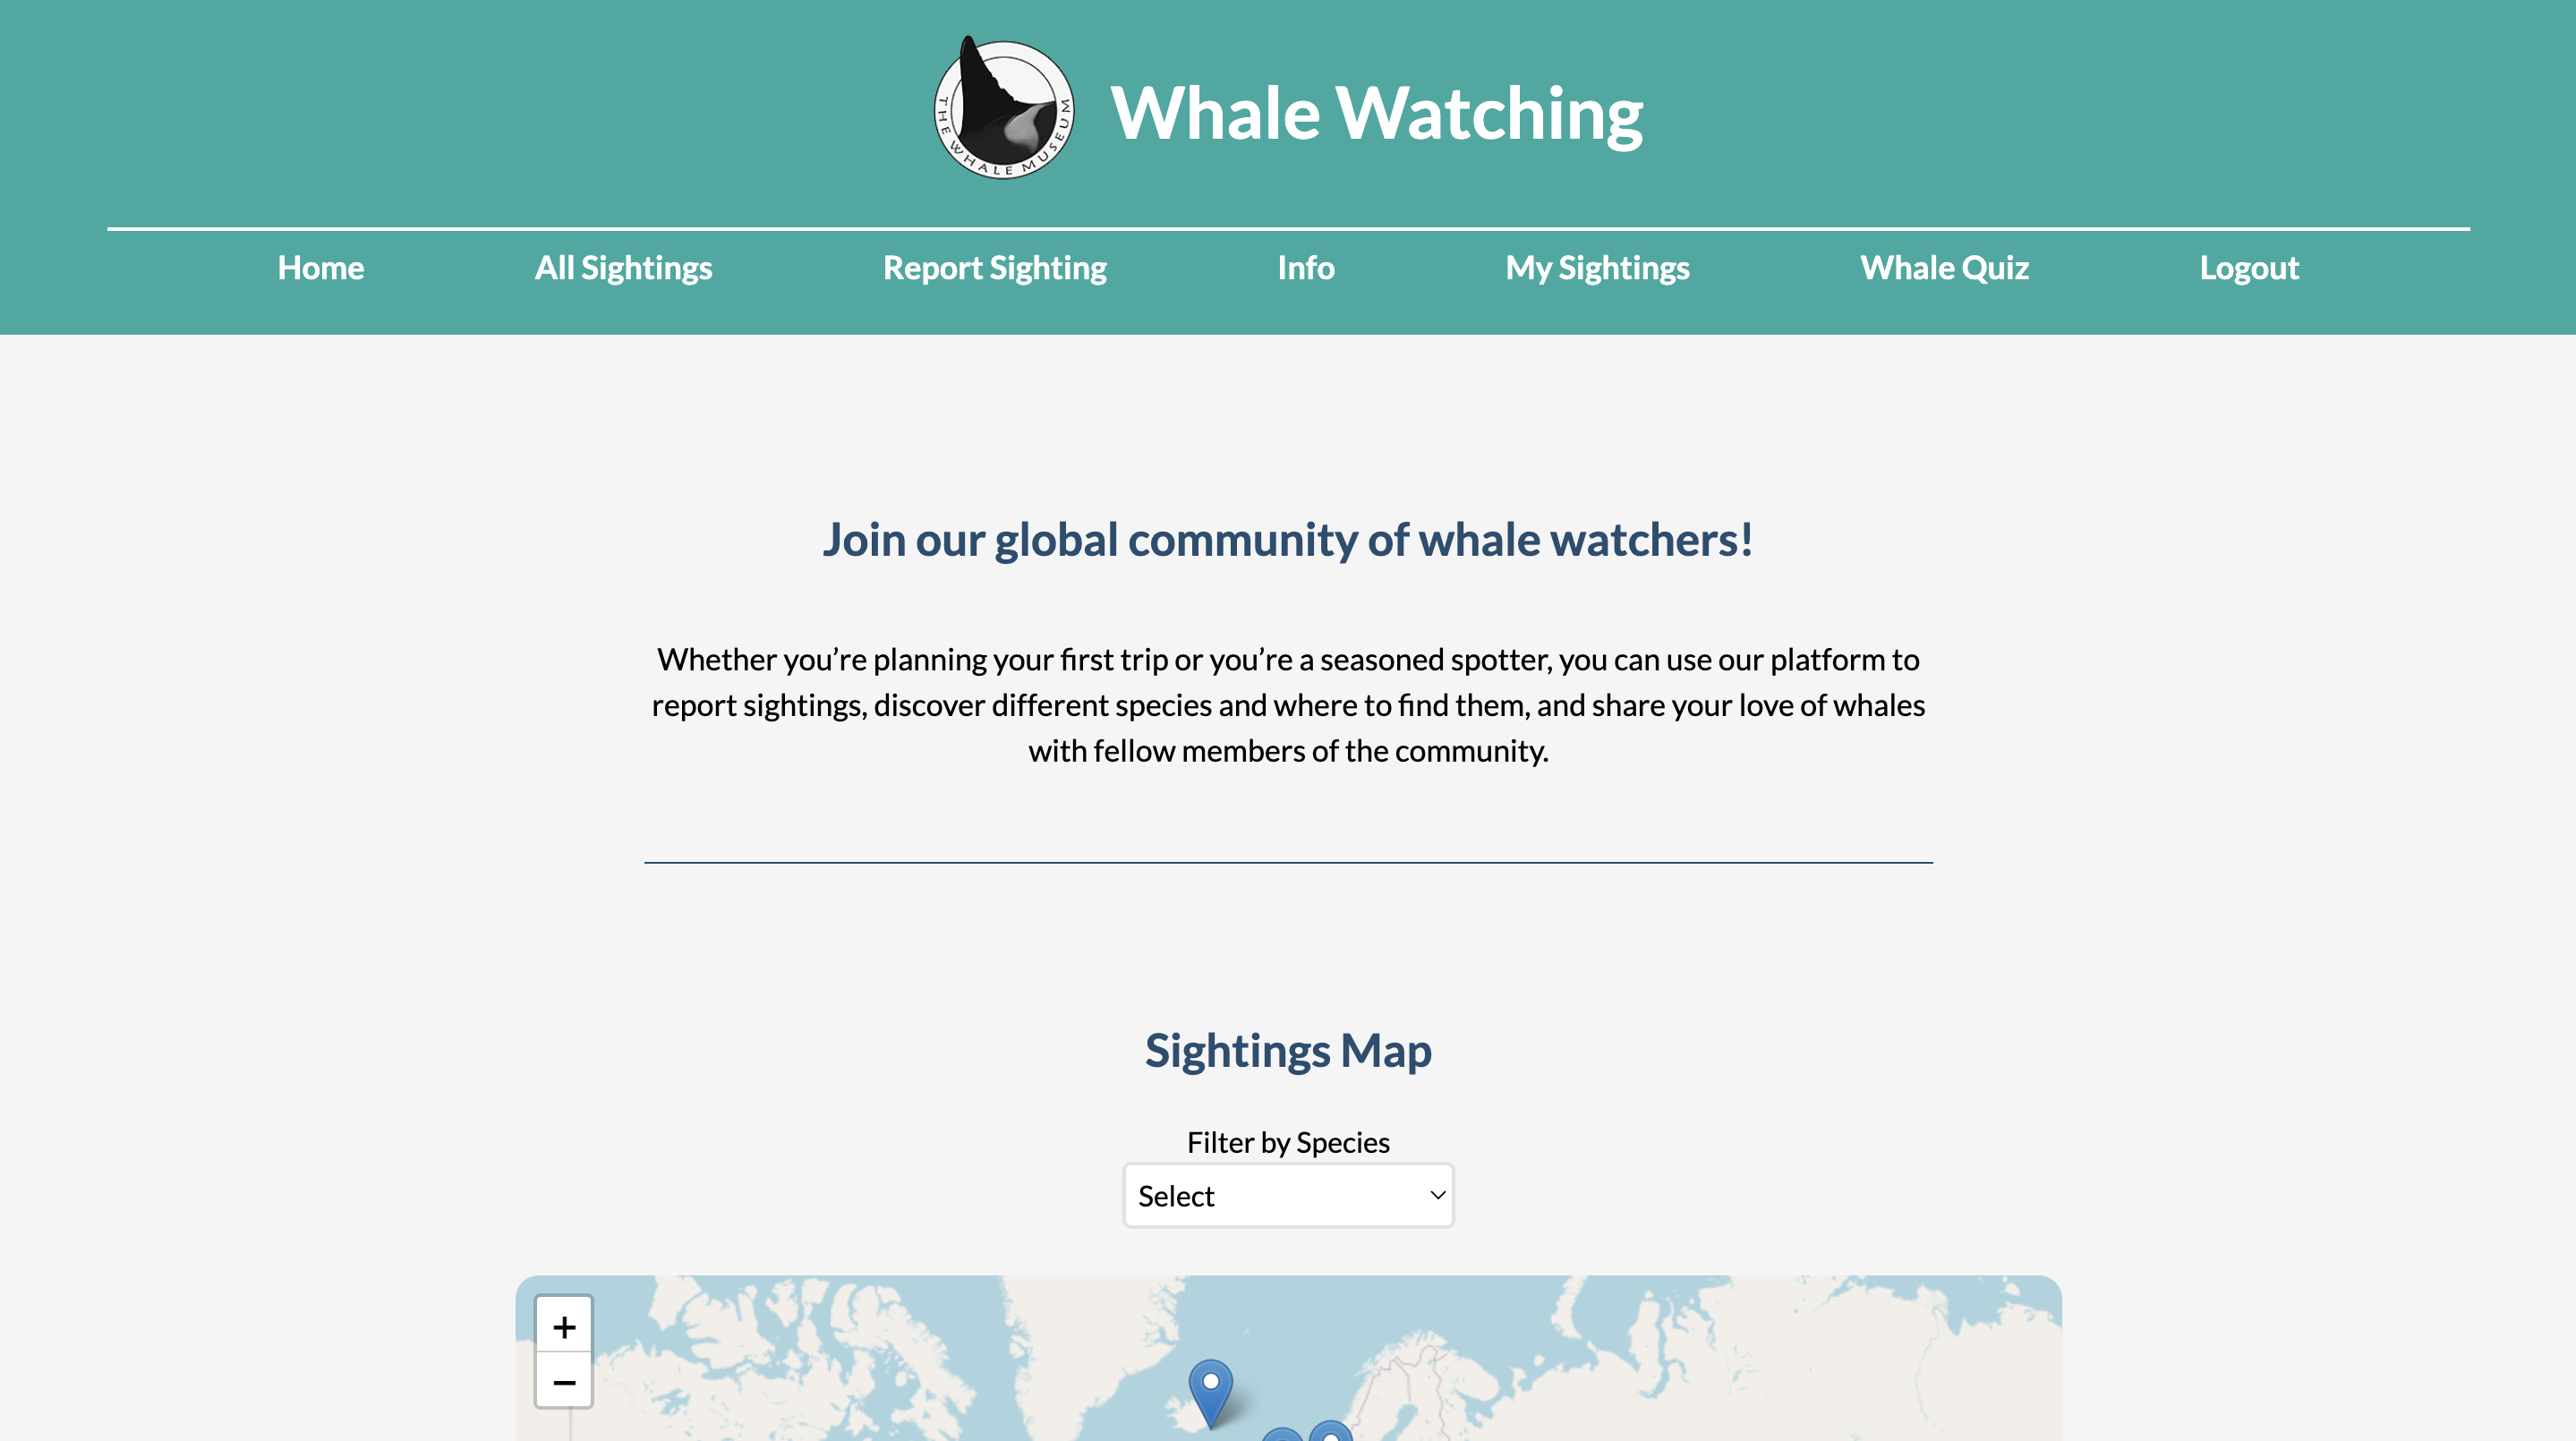 THE WHALE MUSEUM
Whale Watching
Home
All Sightings
Report Sighting
Info
My Sightings
Whale Quiz
Logout
Join our global community of whale watchers!
Whether you’re planning your first trip or you’re a seasoned spotter, you can use our platform to
report sightings, discover different species and where to find them, and share your love of whales
with fellow members of the community.
Sightings Map
Filter by Species
Select
+
−